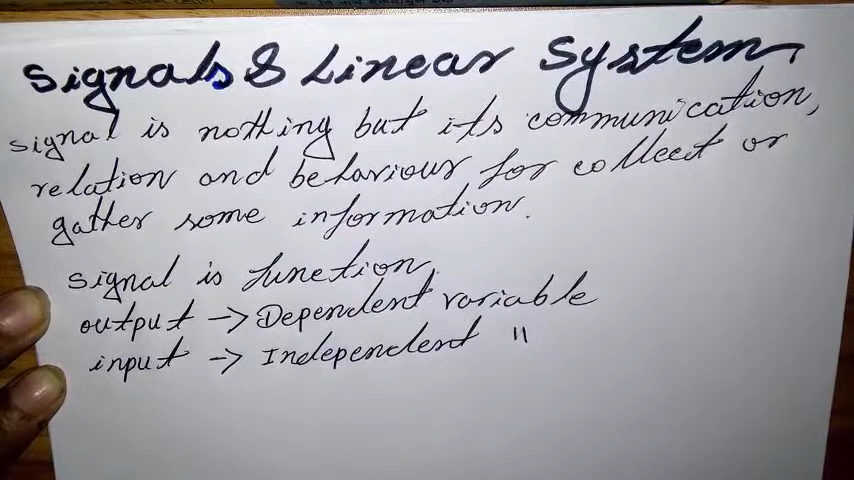 Signals & Linear System
signal is nothing but its communication,
relation and behaviour for collect or
gather some information.
signal is function.
output -> Dependent variable
input -> Independent "